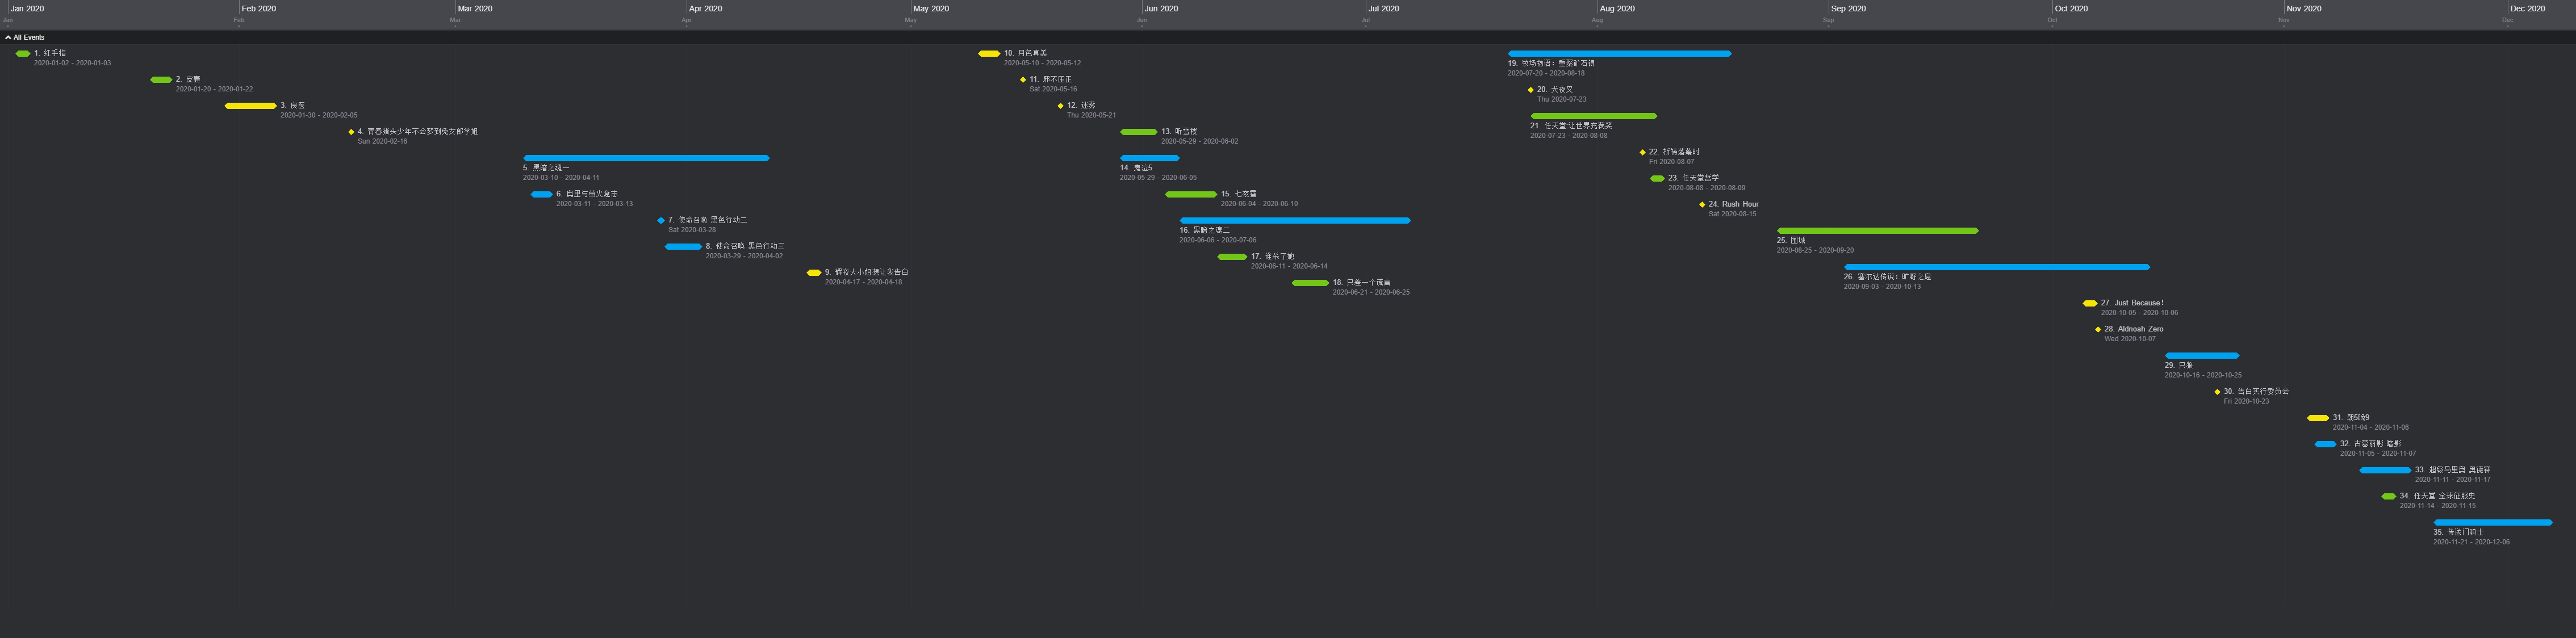 Jan 2020
Feb 2020
Mar 2020
Apr 2020
May 2020
Jun 2020
Jul 2020
Aug 2020
Sep 2020
Oct 2020
Nov 2020
Dec 2020
Jan
Feb
Mar
Apr
May
Jun
Jul
Aug
Sep
Oct
Nov
Dec
All Events
1. 红手指
2020-01-02 - 2020-01-03
2. 皮囊
2020-01-20 - 2020-01-22
3. 良医
2020-01-30 - 2020-02-05
4. 青春猪头少年不会梦到兔女郎学姐
Sun 2020-02-16
5. 黑暗之魂一
2020-03-10 - 2020-04-11
6. 奥里与萤火意志
2020-03-11 - 2020-03-13
7. 使命召唤 黑色行动二
Sat 2020-03-28
8. 使命召唤 黑色行动三
2020-03-29 - 2020-04-02
9. 辉夜大小姐想让我告白
2020-04-17 - 2020-04-18
10. 月色真美
2020-05-10 - 2020-05-12
11. 邪不压正
Sat 2020-05-16
12. 迷雾
Thu 2020-05-21
13. 听雪楼
2020-05-29 - 2020-06-02
14. 鬼泣5
2020-05-29 - 2020-06-05
15. 七夜雪
2020-06-04 - 2020-06-10
16. 黑暗之魂二
2020-06-06 - 2020-07-06
17. 谁杀了她
2020-06-11 - 2020-06-14
18. 只差一个谎言
2020-06-21 - 2020-06-25
19. 牧场物语：重聚矿石镇
2020-07-20 - 2020-08-18
20. 犬夜叉
Thu 2020-07-23
21. 任天堂:让世界充满笑
2020-07-23 - 2020-08-08
22. 祈祷落幕时
Fri 2020-08-07
23. 任天堂哲学
2020-08-08 - 2020-08-09
24. Rush Hour
Sat 2020-08-15
25. 围城
2020-08-25 - 2020-09-20
26. 塞尔达传说：旷野之息
2020-09-03 - 2020-10-13
27. Just Because！
2020-10-05 - 2020-10-06
28. Aldnoah Zero
Wed 2020-10-07
29. 只狼
2020-10-16 - 2020-10-25
30. 告白实行委员会
Fri 2020-10-23
31. 朝5晚9
2020-11-04 - 2020-11-06
32. 古墓丽影 暗影
2020-11-05 - 2020-11-07
33. 超级马里奥 奥德赛
2020-11-11 - 2020-11-17
34. 任天堂 全球征服史
2020-11-14 - 2020-11-15
35. 传送门骑士
2020-11-21 - 2020-12-06